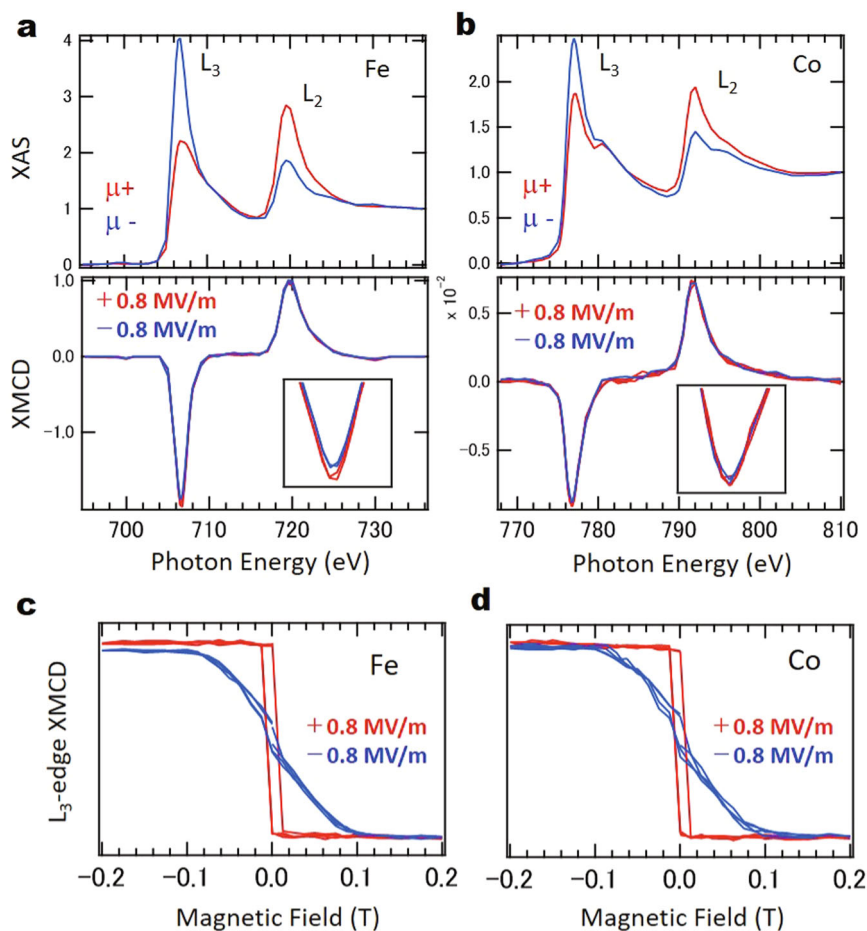 a
b
4
3
2
1
0
XAS
L3
L2
Fe
μ+
μ -
2.0
1.5
1.0
0.5
0.0
L3
L2
Co
μ+
μ -
1.0
0.0
−1.0
XMCD
+0.8 MV/m
−0.8 MV/m
x 10-2
0.5
0.0
−0.5
+0.8 MV/m
−0.8 MV/m
700 710 720 730
Photon Energy (eV)
770 780 790 800 810
Photon Energy (eV)
c
d
L3-edge XMCD
Fe
+0.8 MV/m
−0.8 MV/m
Co
+0.8 MV/m
−0.8 MV/m
−0.2 −0.1 0.0 0.1 0.2
Magnetic Field (T)
−0.2 −0.1 0.0 0.1 0.2
Magnetic Field (T)